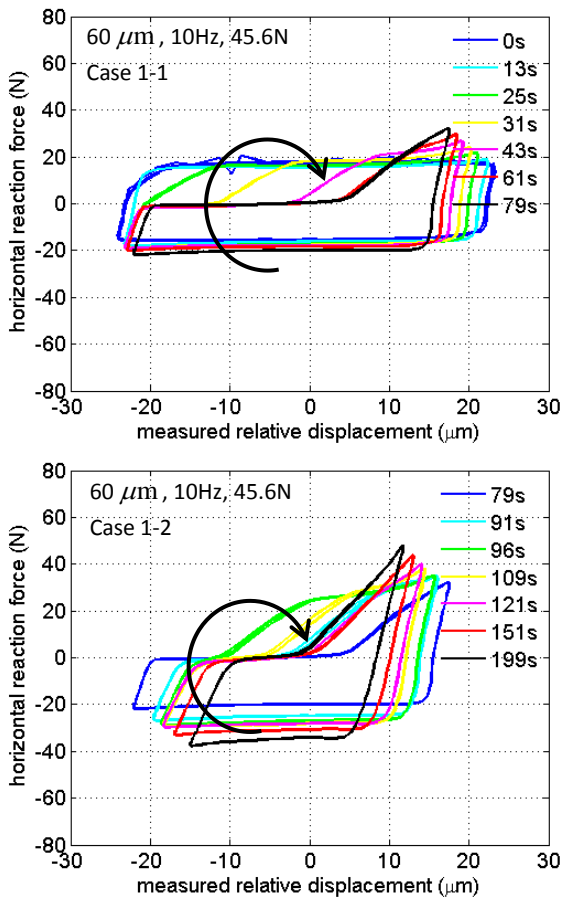 60 μm , 10Hz, 45.6N
Case 1-1
0s
13s
25s
31s
43s
61s
79s
horizontal reaction force (N)
80
60
40
20
0
-20
-40
-60
-80
-30 -20 -10 0 10 20 30
measured relative displacement (μm)
60 μm , 10Hz, 45.6N
Case 1-2
79s
91s
96s
109s
121s
151s
199s
horizontal reaction force (N)
80
60
40
20
0
-20
-40
-60
-80
-30 -20 -10 0 10 20 30
measured relative displacement (μm)